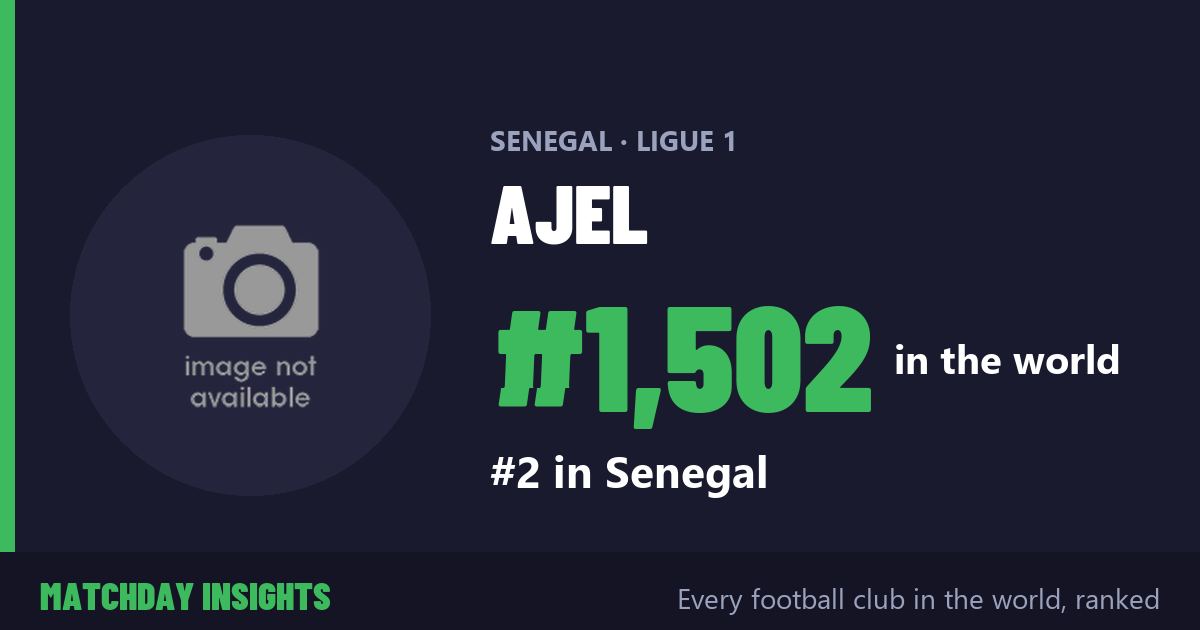 SENEGAL · LIGUE 1
AJEL
#1,502 in the world
#2 in Senegal
image not
available
MATCHDAY INSIGHTS
Every football club in the world, ranked